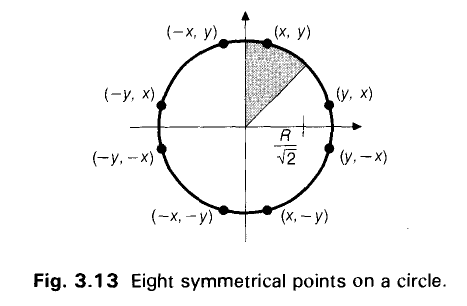 (−x, y) (x, y)
(−y, x) (y, x)
R
√2
(−y, −x) (y, −x)
(−x, −y) (x, −y)
Fig. 3.13 Eight symmetrical points on a circle.